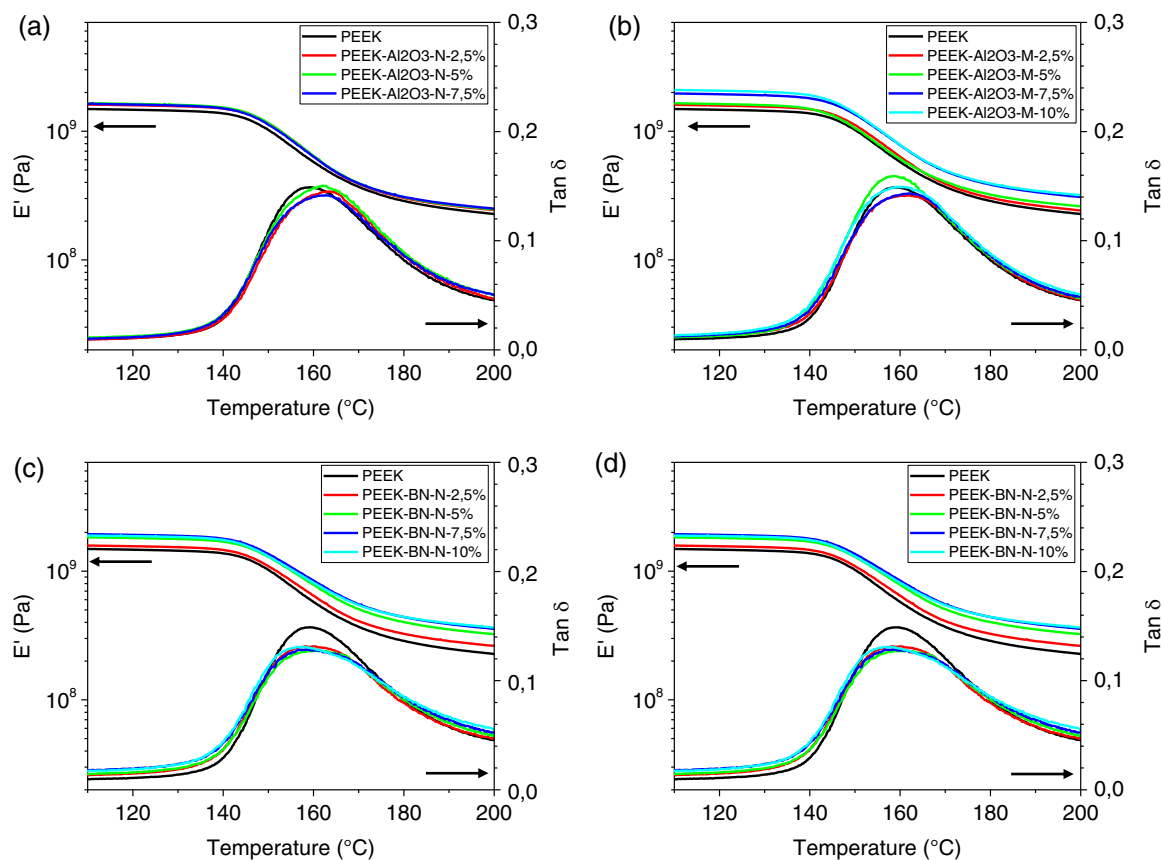 (a)
0,3
PEEK
PEEK-Al2O3-N-2,5%
PEEK-Al2O3-N-5%
PEEK-Al2O3-N-7,5%
10⁹
0,2
E' (Pa)
Tan δ
0,1
10⁸
0,0
120 140 160 180 200
Temperature (°C)
(b)
0,3
PEEK
PEEK-Al2O3-M-2,5%
PEEK-Al2O3-M-5%
PEEK-Al2O3-M-7,5%
PEEK-Al2O3-M-10%
10⁹
0,2
E' (Pa)
Tan δ
0,1
10⁸
0,0
120 140 160 180 200
Temperature (°C)
(c)
0,3
PEEK
PEEK-BN-N-2,5%
PEEK-BN-N-5%
PEEK-BN-N-7,5%
PEEK-BN-N-10%
10⁹
0,2
E' (Pa)
Tan δ
0,1
10⁸
0,0
120 140 160 180 200
Temperature (°C)
(d)
0,3
PEEK
PEEK-BN-N-2,5%
PEEK-BN-N-5%
PEEK-BN-N-7,5%
PEEK-BN-N-10%
10⁹
0,2
E' (Pa)
Tan δ
0,1
10⁸
0,0
120 140 160 180 200
Temperature (°C)